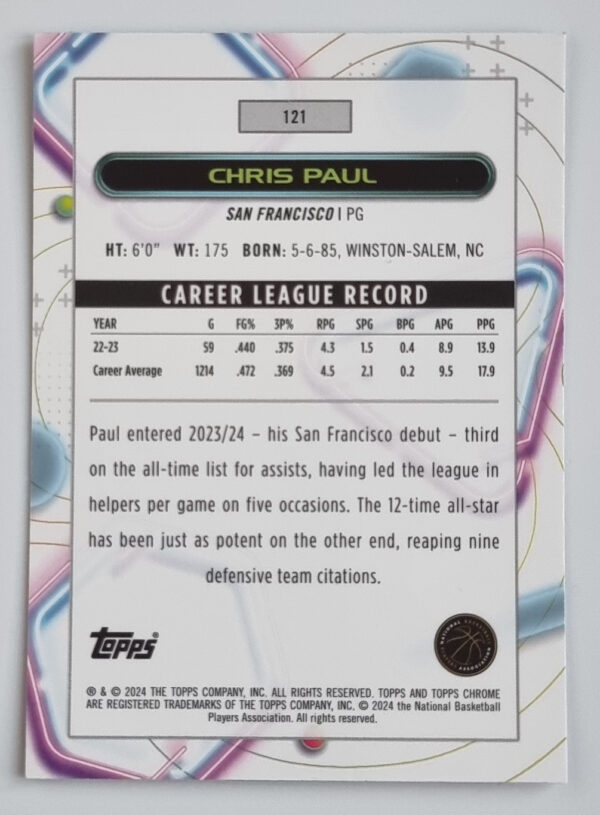 121
CHRIS PAUL
SAN FRANCISCO | PG
HT: 6'0" WT: 175 BORN: 5-6-85, WINSTON-SALEM, NC
CAREER LEAGUE RECORD
YEAR G FG% 3P% RPG SPG BPG APG PPG
22-23 59 .440 .375 4.3 1.5 0.4 8.9 13.9
Career Average 1214 .472 .369 4.5 2.1 0.2 9.5 17.9
Paul entered 2023/24 – his San Francisco debut – third
on the all-time list for assists, having led the league in
helpers per game on five occasions. The 12-time all-star
has been just as potent on the other end, reaping nine
defensive team citations.
topps®
NATIONAL BASKETBALL PLAYERS ASSOCIATION
® & © 2024 THE TOPPS COMPANY, INC. ALL RIGHTS RESERVED. TOPPS AND TOPPS CHROME
ARE REGISTERED TRADEMARKS OF THE TOPPS COMPANY, INC. © 2024 the National Basketball
Players Association. All rights reserved.